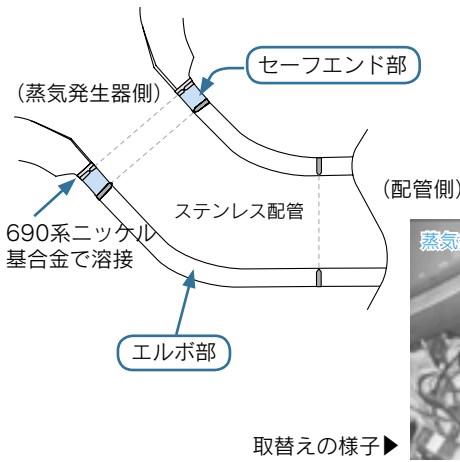 セーフエンド部
(蒸気発生器側)
(配管側)
ステンレス配管
690系ニッケル
基合金で溶接
蒸気
エルボ部
取替えの様子▶